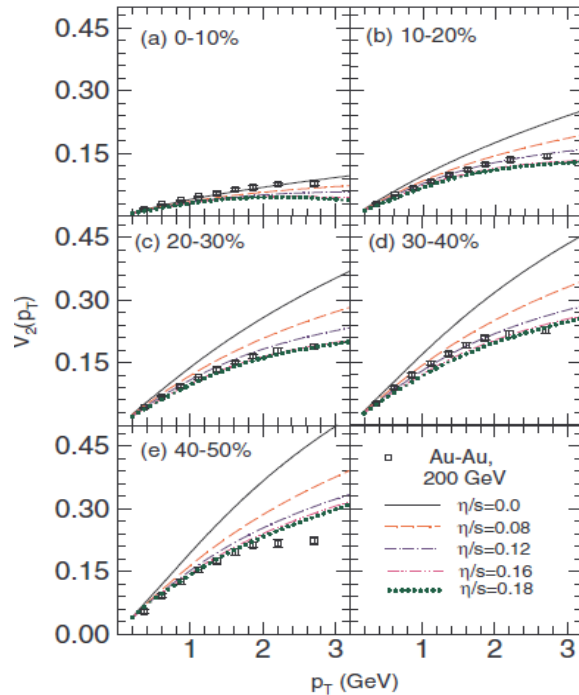 0.45
0.30
0.15
(a) 0-10%
(b) 10-20%
0.45
0.30
0.15
(c) 20-30%
(d) 30-40%
V2(pT)
0.45
0.30
0.15
0.00
(e) 40-50%
Au-Au,
200 GeV
η/s=0.0
η/s=0.08
η/s=0.12
η/s=0.16
η/s=0.18
0 1 2 3
1 2 3
pT (GeV)